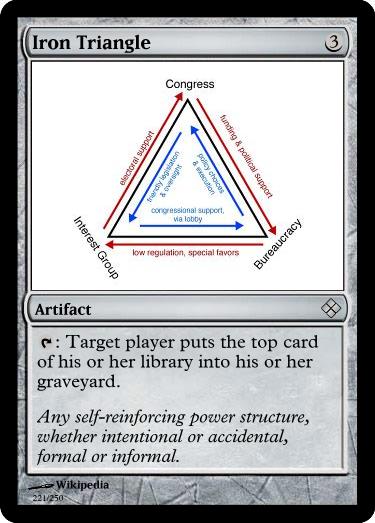 Iron Triangle 3
Congress
electoral support
funding & political support
friendly legislation
& oversight
policy choices
& execution
congressional support,
via lobby
Interest Group
Bureaucracy
low regulation, special favors
Artifact
: Target player puts the top card
of his or her library into his or her
graveyard.
Any self-reinforcing power structure,
whether intentional or accidental,
formal or informal.
Wikipedia
221/250